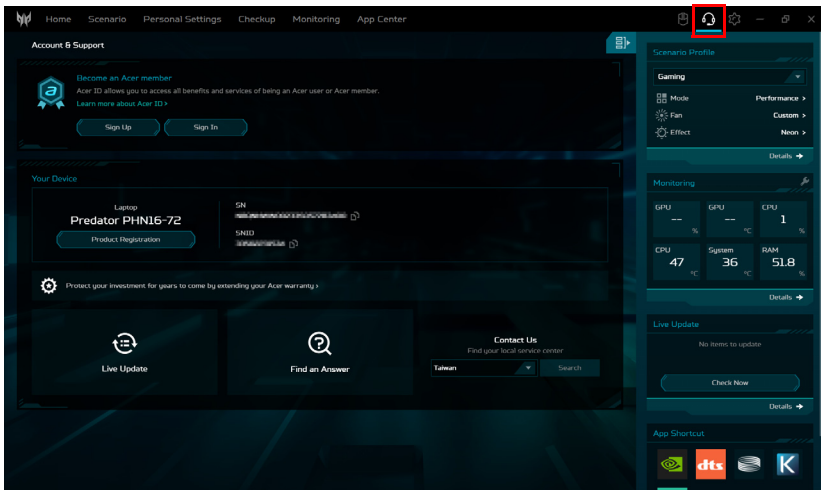 Home Scenario Personal Settings Checkup Monitoring App Center
Account & Support
Become an Acer member
Acer ID allows you to access all benefits and services of being an Acer user or Acer member.
Learn more about Acer ID >
Sign Up Sign In
Your Device
Laptop
Predator PHN16-72
Product Registration
SN
SNID
Protect your investment for years to come by extending your Acer warranty >
Live Update
Find an Answer
Contact Us
Find your local service center
Taiwan Search
Scenario Profile
Gaming
Mode Performance >
Fan Custom >
Effect Neon >
Details →
Monitoring
GPU GPU CPU
-- % -- °C 1 %
CPU System RAM
47 °C 36 °C 51.8 %
Details →
Live Update
No items to update
Check Now
Details →
App Shortcut
dts K